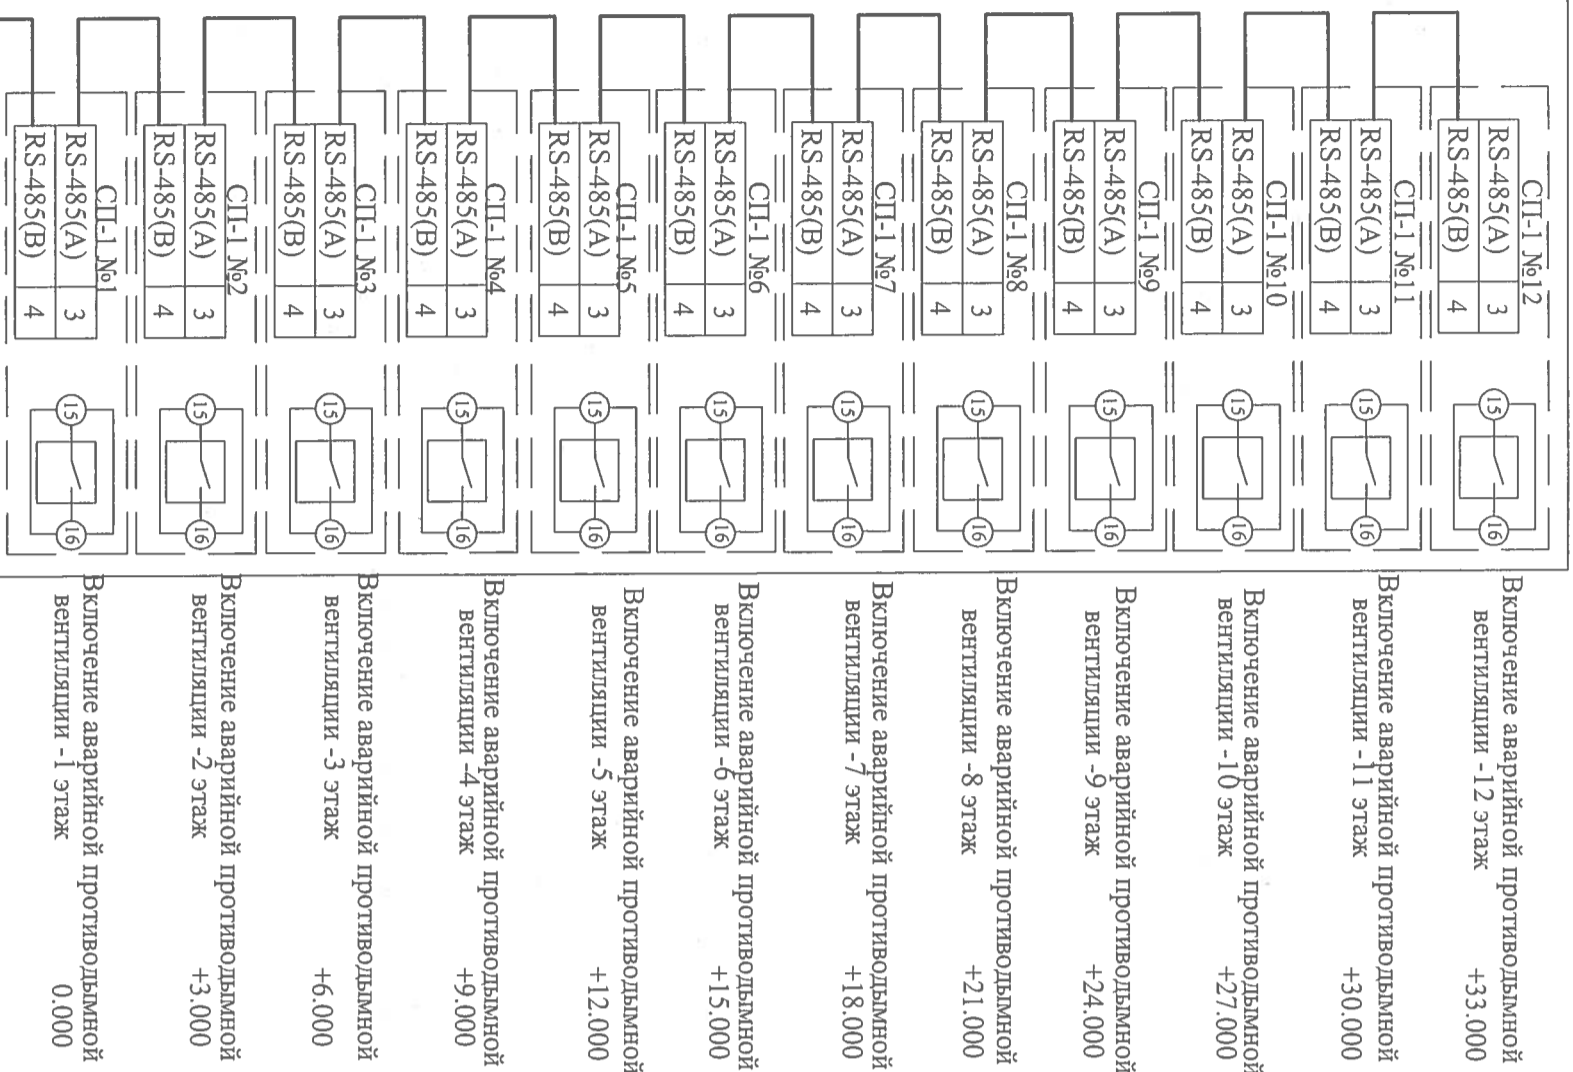 СП-1 №12
RS-485(A) 3
RS-485(B) 4
15 16
Включение аварийной противодымной
вентиляции -12 этаж +33.000
СП-1 №11
RS-485(A) 3
RS-485(B) 4
15 16
Включение аварийной противодымной
вентиляции -11 этаж +30.000
СП-1 №10
RS-485(A) 3
RS-485(B) 4
15 16
Включение аварийной противодымной
вентиляции -10 этаж +27.000
СП-1 №9
RS-485(A) 3
RS-485(B) 4
15 16
Включение аварийной противодымной
вентиляции -9 этаж +24.000
СП-1 №8
RS-485(A) 3
RS-485(B) 4
15 16
Включение аварийной противодымной
вентиляции -8 этаж +21.000
СП-1 №7
RS-485(A) 3
RS-485(B) 4
15 16
Включение аварийной противодымной
вентиляции -7 этаж +18.000
СП-1 №6
RS-485(A) 3
RS-485(B) 4
15 16
Включение аварийной противодымной
вентиляции -6 этаж +15.000
СП-1 №5
RS-485(A) 3
RS-485(B) 4
15 16
Включение аварийной противодымной
вентиляции -5 этаж +12.000
СП-1 №4
RS-485(A) 3
RS-485(B) 4
15 16
Включение аварийной противодымной
вентиляции -4 этаж +9.000
СП-1 №3
RS-485(A) 3
RS-485(B) 4
15 16
Включение аварийной противодымной
вентиляции -3 этаж +6.000
СП-1 №2
RS-485(A) 3
RS-485(B) 4
15 16
Включение аварийной противодымной
вентиляции -2 этаж +3.000
СП-1 №1
RS-485(A) 3
RS-485(B) 4
15 16
Включение аварийной противодымной
вентиляции -1 этаж 0.000